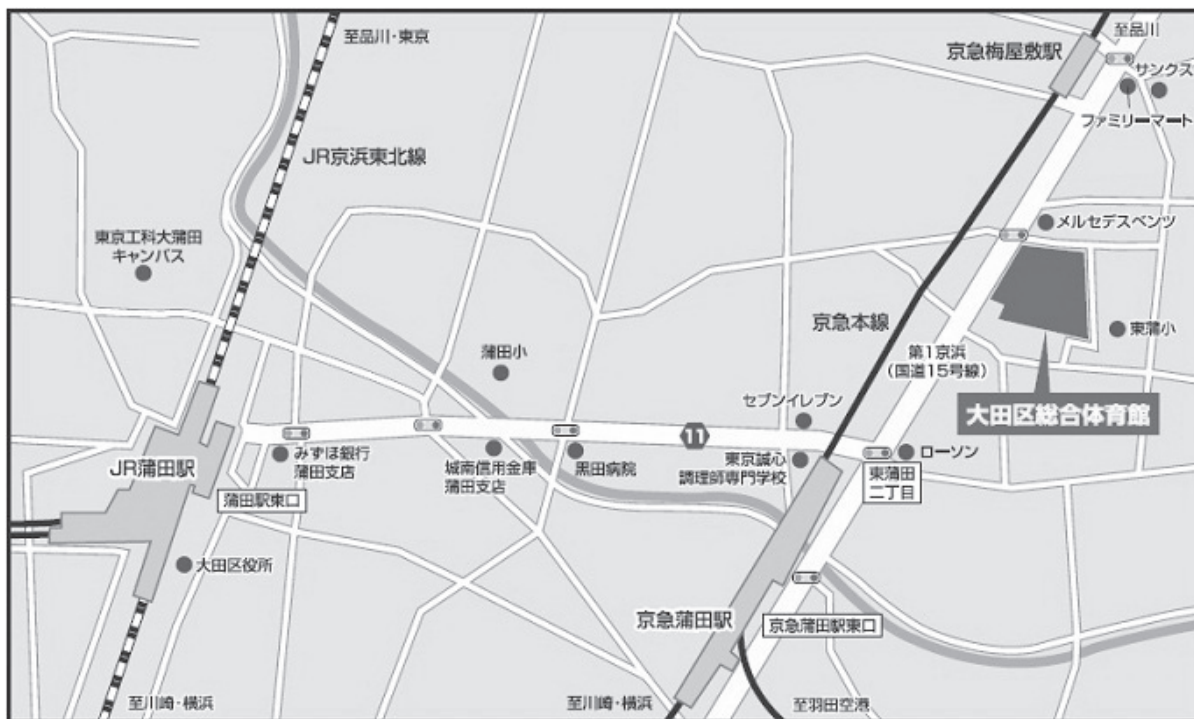 至品川・東京
至品川
京急梅屋敷駅
サンクス
ファミリーマート
JR京浜東北線
メルセデスベンツ
東京工科大蒲田
キャンパス
京急本線
東蒲小
第1京浜
(国道15号線)
蒲田小
セブンイレブン
大田区総合体育館
11
JR蒲田駅
みずほ銀行
蒲田支店
城南信用金庫
蒲田支店
黒田病院
東京誠心
調理師専門学校
ローソン
東蒲田
二丁目
蒲田駅東口
大田区役所
京急蒲田駅
京急蒲田駅東口
至川崎・横浜
至川崎・横浜
至羽田空港